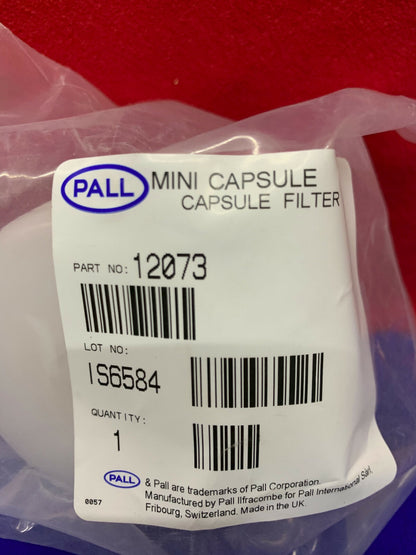 PALL MINI CAPSULE
CAPSULE FILTER
PART NO: 12073
LOT NO:
IS6584
QUANTITY:
1
PALL & Pall are trademarks of Pall Corporation.
Manufactured by Pall Ilfracombe for Pall International Sarl,
0057 Fribourg, Switzerland. Made in the UK.